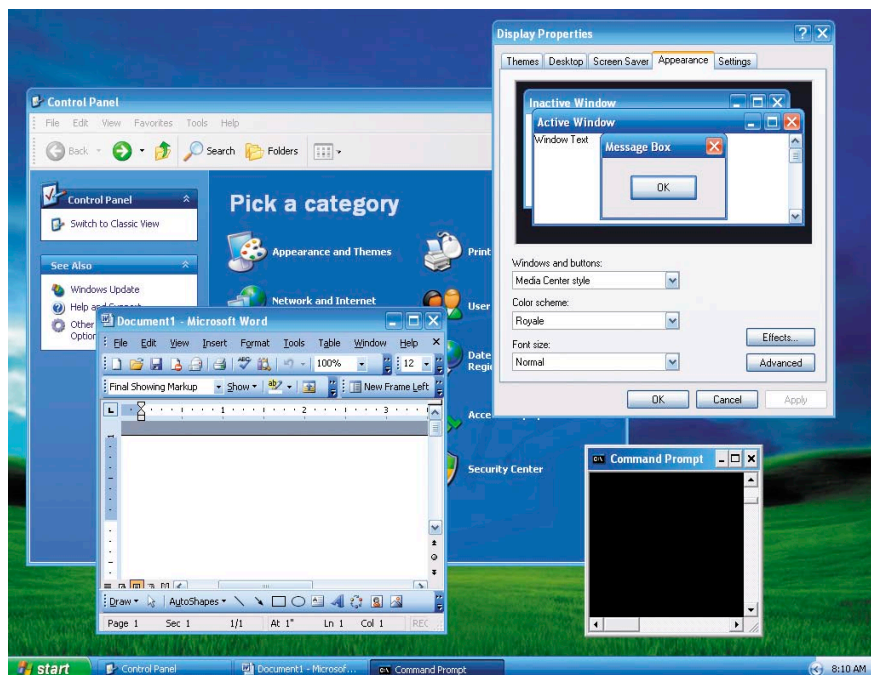 Control Panel
File Edit View Favorites Tools Help
Back Search Folders
Control Panel
Switch to Classic View
See Also
Windows Update
Help and Support
Other
Option
Pick a category
Appearance and Themes
Print
Network and Internet
User
Date
Regi
Acce
Security Center
Document1 - Microsoft Word
File Edit View Insert Format Tools Table Window Help
100% 12
Final Showing Markup Show New Frame Left
1 2 3
Draw AutoShapes
Page 1 Sec 1 1/1 At 1" Ln 1 Col 1 REC
Display Properties
Themes Desktop Screen Saver Appearance Settings
Inactive Window
Active Window
Window Text
Message Box
OK
Windows and buttons:
Media Center style
Color scheme:
Royale
Font size:
Normal
Effects...
Advanced
OK Cancel Apply
Command Prompt
start Control Panel Document1 - Microsof... Command Prompt 8:10 AM